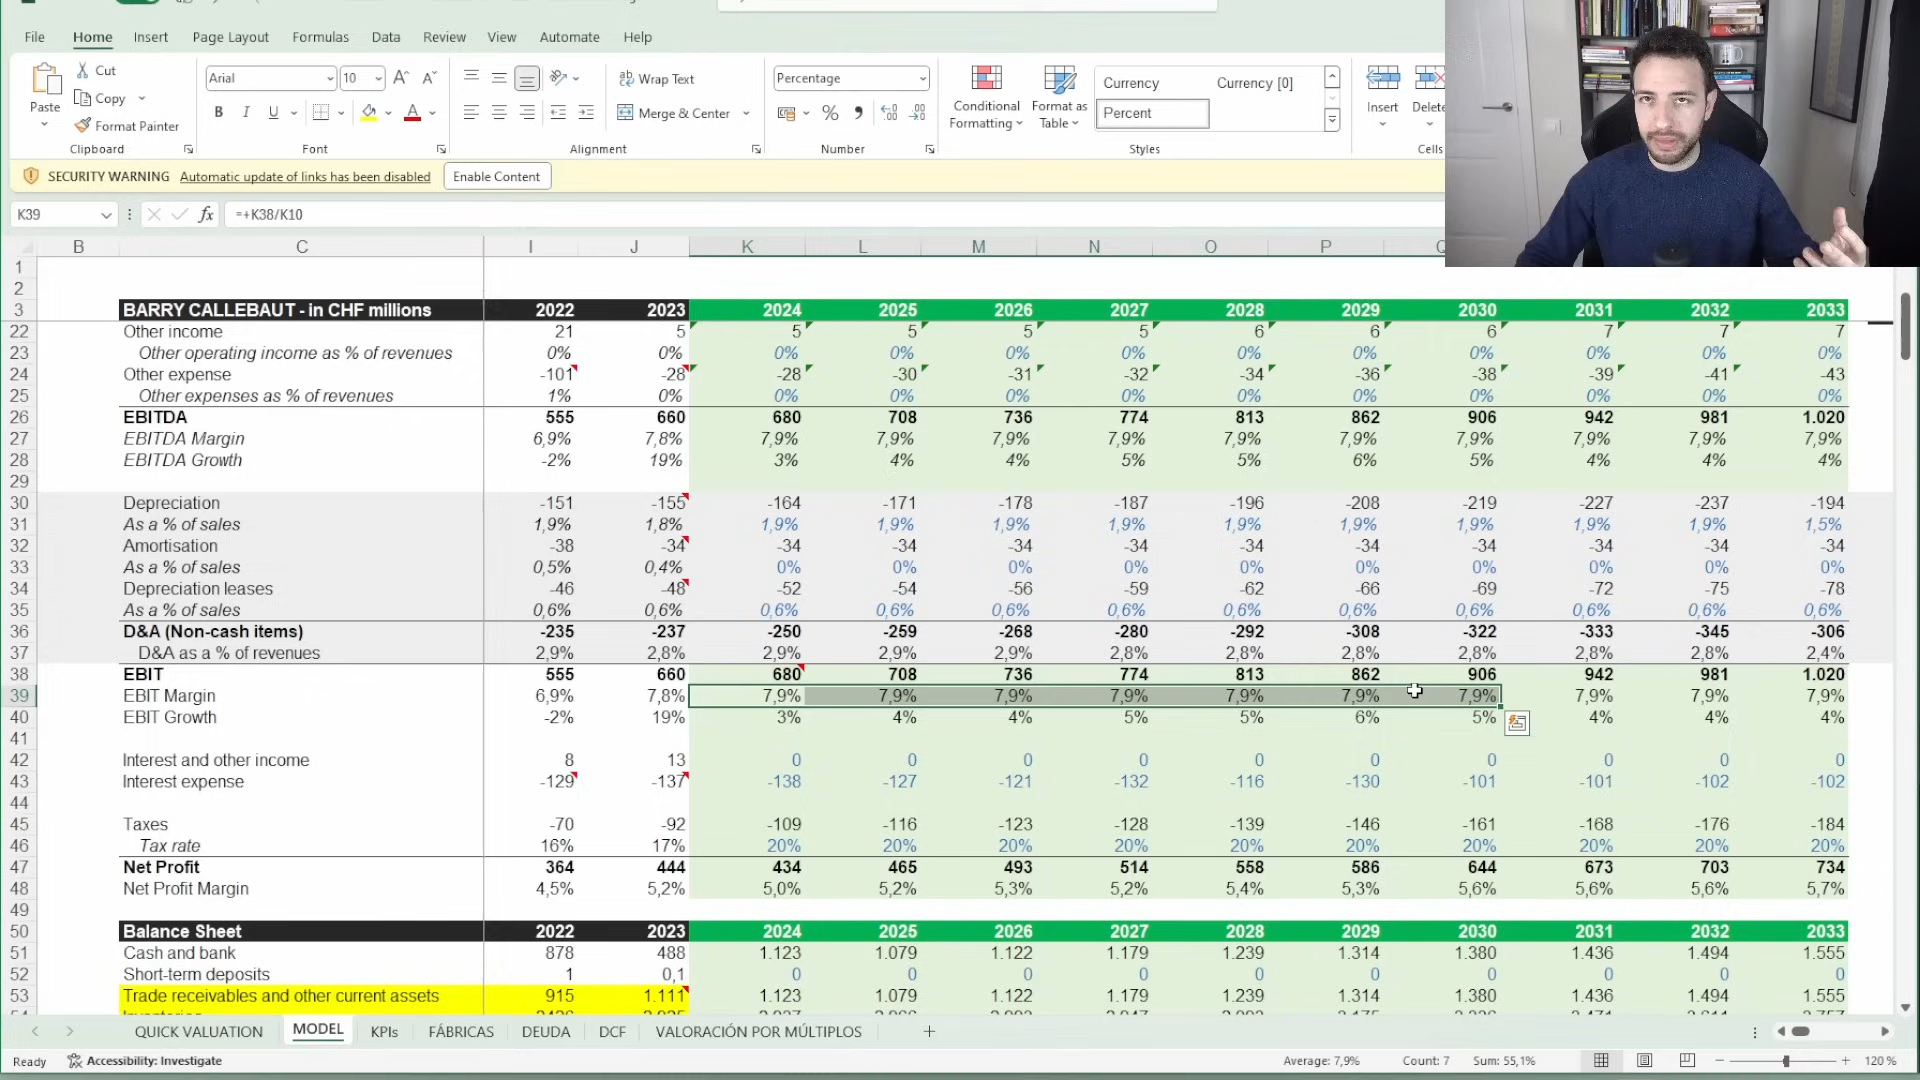 File Home Insert Page Layout Formulas Data Review View Automate Help
Paste Cut Copy Format Painter Clipboard
Arial 10 A^ A˅ B I U A Font
ab Wrap Text Merge & Center Alignment
Percentage % , Number
Conditional Formatting Format as Table
Currency Currency [0] Percent Styles
Insert Delete Cells
SECURITY WARNING Automatic update of links has been disabled Enable Content
K39 fx =+K38/K10
B C I J K L M N O P Q
1
2
3 BARRY CALLEBAUT - in CHF millions 2022 2023 2024 2025 2026 2027 2028 2029 2030 2031 2032 2033
22 Other income 21 5 5 5 5 5 6 6 6 7 7 7
23 Other operating income as % of revenues 0% 0% 0% 0% 0% 0% 0% 0% 0% 0% 0% 0%
24 Other expense -101 -28 -28 -30 -31 -32 -34 -36 -38 -39 -41 -43
25 Other expenses as % of revenues 1% 0% 0% 0% 0% 0% 0% 0% 0% 0% 0% 0%
26 EBITDA 555 660 680 708 736 774 813 862 906 942 981 1.020
27 EBITDA Margin 6,9% 7,8% 7,9% 7,9% 7,9% 7,9% 7,9% 7,9% 7,9% 7,9% 7,9% 7,9%
28 EBITDA Growth -2% 19% 3% 4% 4% 5% 5% 6% 5% 4% 4% 4%
29
30 Depreciation -151 -155 -164 -171 -178 -187 -196 -208 -219 -227 -237 -194
31 As a % of sales 1,9% 1,8% 1,9% 1,9% 1,9% 1,9% 1,9% 1,9% 1,9% 1,9% 1,9% 1,5%
32 Amortisation -38 -34 -34 -34 -34 -34 -34 -34 -34 -34 -34 -34
33 As a % of sales 0,5% 0,4% 0% 0% 0% 0% 0% 0% 0% 0% 0% 0%
34 Depreciation leases -46 -48 -52 -54 -56 -59 -62 -66 -69 -72 -75 -78
35 As a % of sales 0,6% 0,6% 0,6% 0,6% 0,6% 0,6% 0,6% 0,6% 0,6% 0,6% 0,6% 0,6%
36 D&A (Non-cash items) -235 -237 -250 -259 -268 -280 -292 -308 -322 -333 -345 -306
37 D&A as a % of revenues 2,9% 2,8% 2,9% 2,9% 2,9% 2,8% 2,8% 2,8% 2,8% 2,8% 2,8% 2,4%
38 EBIT 555 660 680 708 736 774 813 862 906 942 981 1.020
39 EBIT Margin 6,9% 7,8% 7,9% 7,9% 7,9% 7,9% 7,9% 7,9% 7,9% 7,9% 7,9% 7,9%
40 EBIT Growth -2% 19% 3% 4% 4% 5% 5% 6% 5% 4% 4% 4%
41
42 Interest and other income 8 13 0 0 0 0 0 0 0 0 0 0
43 Interest expense -129 -137 -138 -127 -121 -132 -116 -130 -101 -101 -102 -102
44
45 Taxes -70 -92 -109 -116 -123 -128 -139 -146 -161 -168 -176 -184
46 Tax rate 16% 17% 20% 20% 20% 20% 20% 20% 20% 20% 20% 20%
47 Net Profit 364 444 434 465 493 514 558 586 644 673 703 734
48 Net Profit Margin 4,5% 5,2% 5,0% 5,2% 5,3% 5,2% 5,4% 5,3% 5,6% 5,6% 5,6% 5,7%
49
50 Balance Sheet 2022 2023 2024 2025 2026 2027 2028 2029 2030 2031 2032 2033
51 Cash and bank 878 488 1.123 1.079 1.122 1.179 1.239 1.314 1.380 1.436 1.494 1.555
52 Short-term deposits 1 0,1 0 0 0 0 0 0 0 0 0 0
53 Trade receivables and other current assets 915 1.111 1.123 1.079 1.122 1.179 1.239 1.314 1.380 1.436 1.494 1.555
QUICK VALUATION MODEL KPIs FÁBRICAS DEUDA DCF VALORACIÓN POR MÚLTIPLOS +
Ready Accessibility: Investigate Average: 7,9% Count: 7 Sum: 55,1% − + 120 %